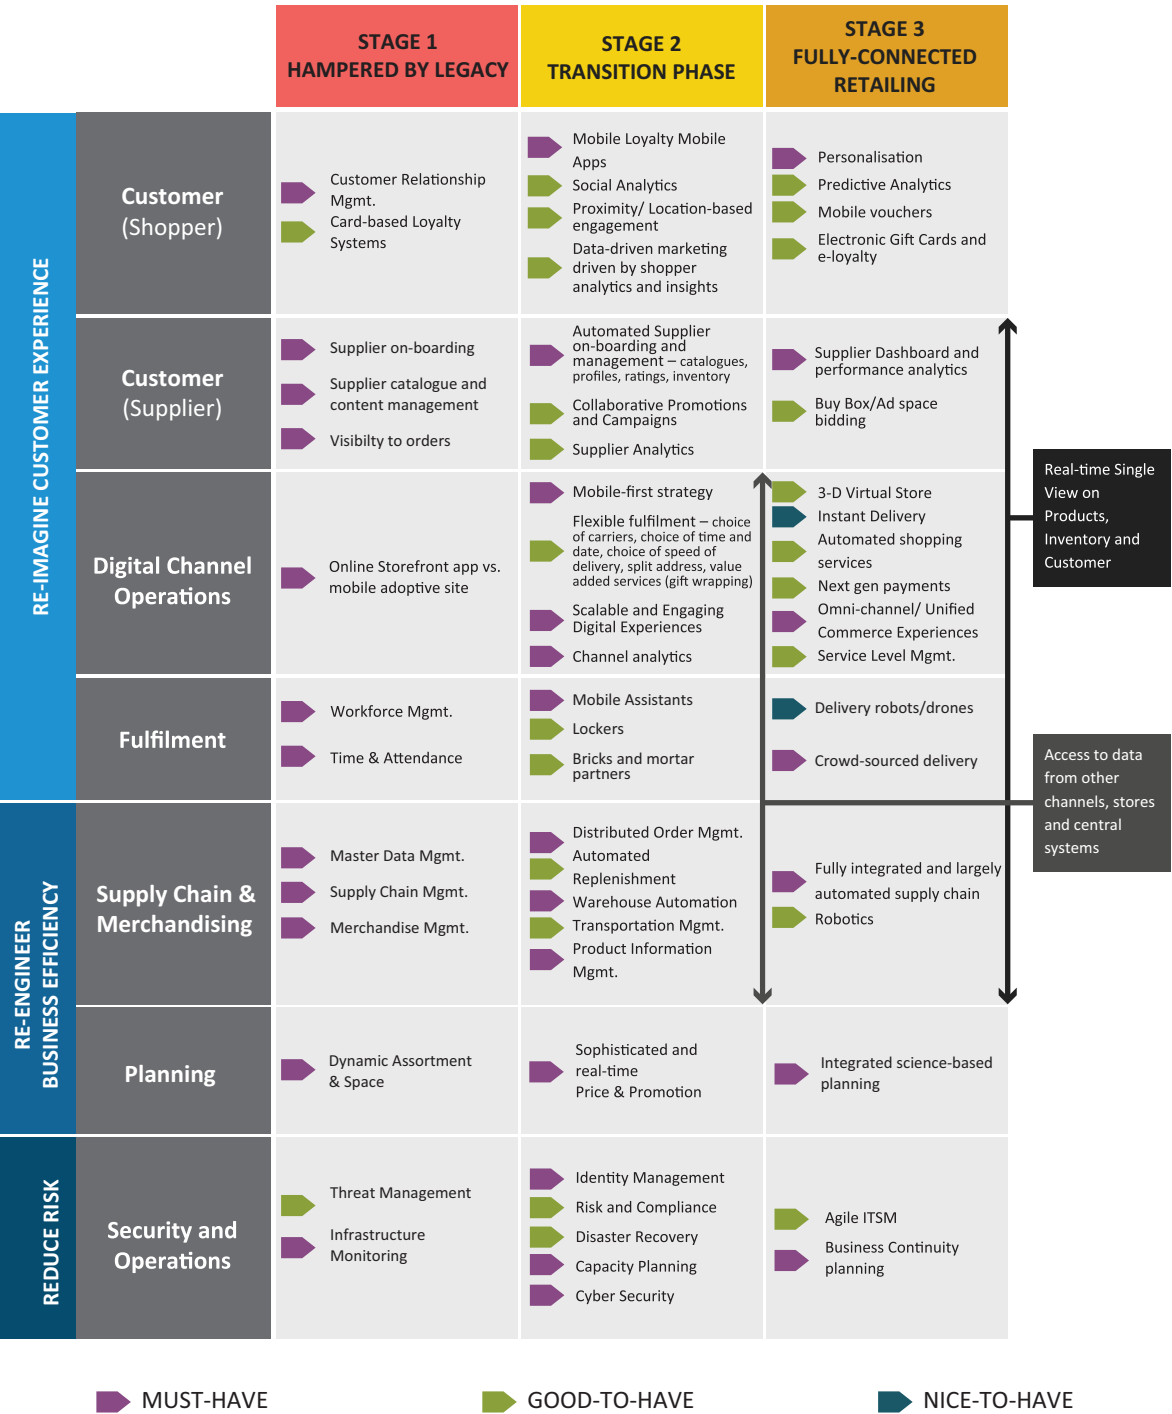 STAGE 1
HAMPERED BY LEGACY
STAGE 2
TRANSITION PHASE
STAGE 3
FULLY-CONNECTED
RETAILING
RE-IMAGINE CUSTOMER EXPERIENCE
Customer
(Shopper)
Customer Relationship
Mgmt.
Card-based Loyalty
Systems
Mobile Loyalty Mobile
Apps
Social Analytics
Proximity/ Location-based
engagement
Data-driven marketing
driven by shopper
analytics and insights
Personalisation
Predictive Analytics
Mobile vouchers
Electronic Gift Cards and
e-loyalty
Customer
(Supplier)
Supplier on-boarding
Supplier catalogue and
content management
Visibilty to orders
Automated Supplier
on-boarding and
management – catalogues,
profiles, ratings, inventory
Collaborative Promotions
and Campaigns
Supplier Analytics
Supplier Dashboard and
performance analytics
Buy Box/Ad space
bidding
Digital Channel
Operations
Online Storefront app vs.
mobile adoptive site
Mobile-first strategy
Flexible fulfilment – choice
of carriers, choice of time and
date, choice of speed of
delivery, split address, value
added services (gift wrapping)
Scalable and Engaging
Digital Experiences
Channel analytics
3-D Virtual Store
Instant Delivery
Automated shopping
services
Next gen payments
Omni-channel/ Unified
Commerce Experiences
Service Level Mgmt.
Real-time Single
View on
Products,
Inventory and
Customer
Fulfilment
Workforce Mgmt.
Time & Attendance
Mobile Assistants
Lockers
Bricks and mortar
partners
Delivery robots/drones
Crowd-sourced delivery
Access to data
from other
channels, stores
and central
systems
RE-ENGINEER
BUSINESS EFFICIENCY
Supply Chain &
Merchandising
Master Data Mgmt.
Supply Chain Mgmt.
Merchandise Mgmt.
Distributed Order Mgmt.
Automated
Replenishment
Warehouse Automation
Transportation Mgmt.
Product Information
Mgmt.
Fully integrated and largely
automated supply chain
Robotics
Planning
Dynamic Assortment
& Space
Sophisticated and
real-time
Price & Promotion
Integrated science-based
planning
REDUCE RISK
Security and
Operations
Threat Management
Infrastructure
Monitoring
Identity Management
Risk and Compliance
Disaster Recovery
Capacity Planning
Cyber Security
Agile ITSM
Business Continuity
planning
MUST-HAVE
GOOD-TO-HAVE
NICE-TO-HAVE